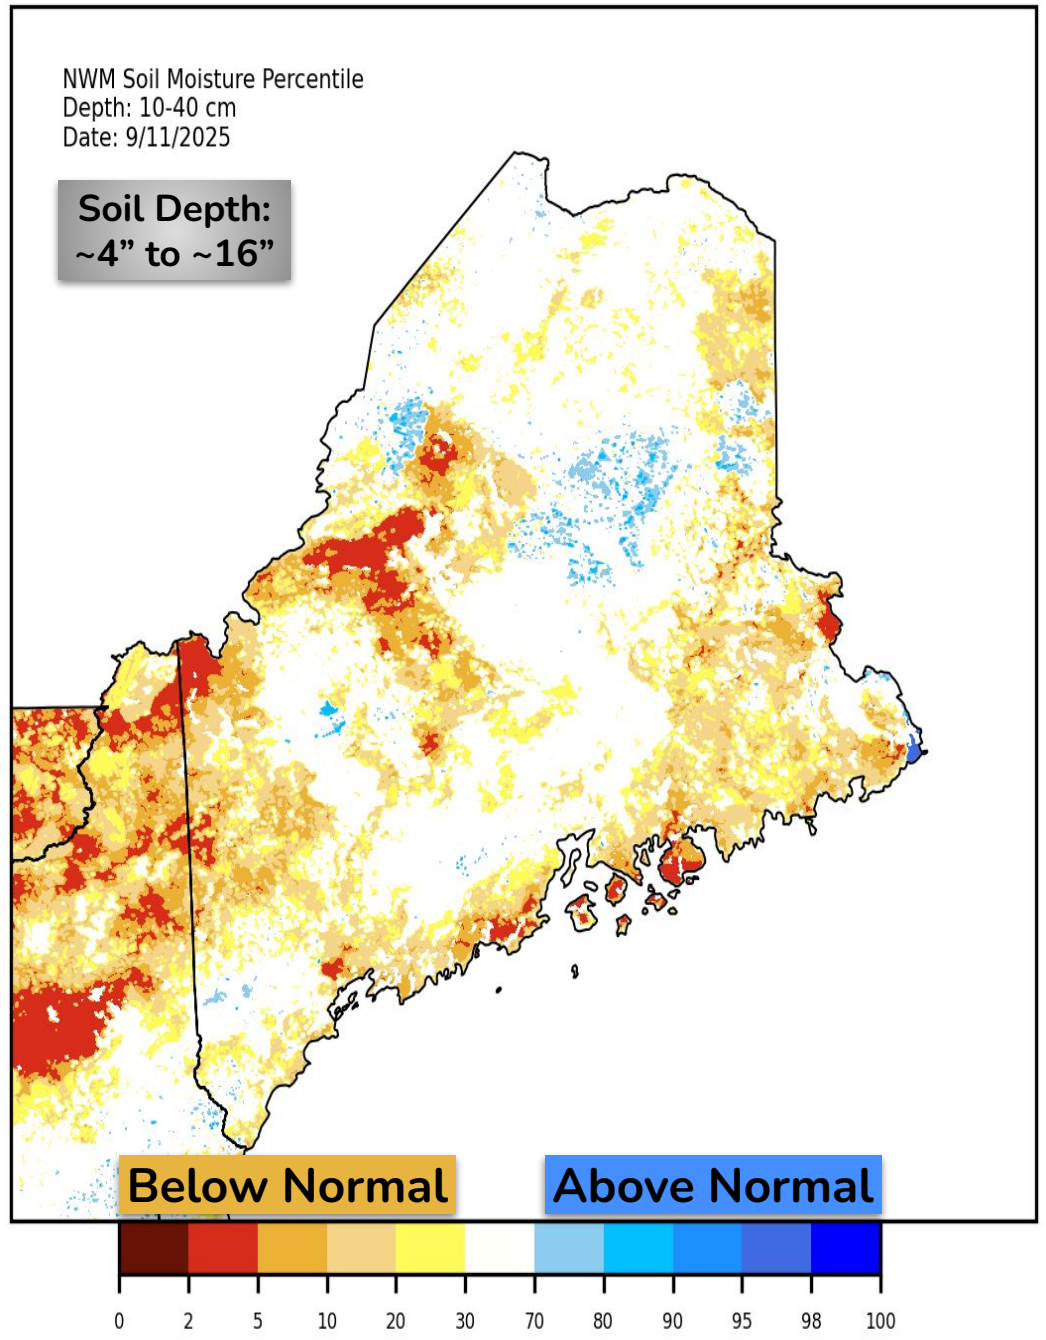 NWM Soil Moisture Percentile
Depth: 10-40 cm
Date: 9/11/2025
Soil Depth:
~4” to ~16”
Below Normal Above Normal
0 2 5 10 20 30 70 80 90 95 98 100